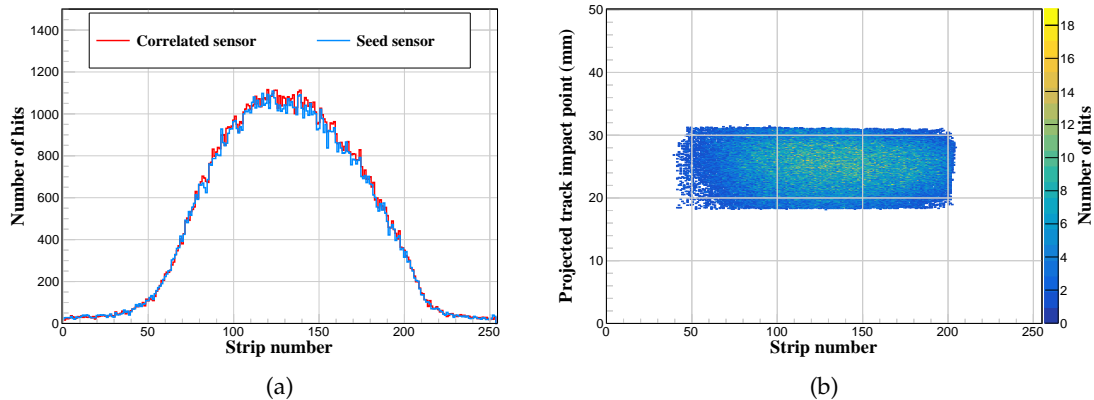 Correlated sensor Seed sensor
Number of hits
1400
1200
1000
800
600
400
200
0
0 50 100 150 200 250
Strip number
(a)
Projected track impact point (mm)
50
40
30
20
10
0
0 50 100 150 200 250
Strip number
18
16
14
12
10
8
6
4
2
0
Number of hits
(b)